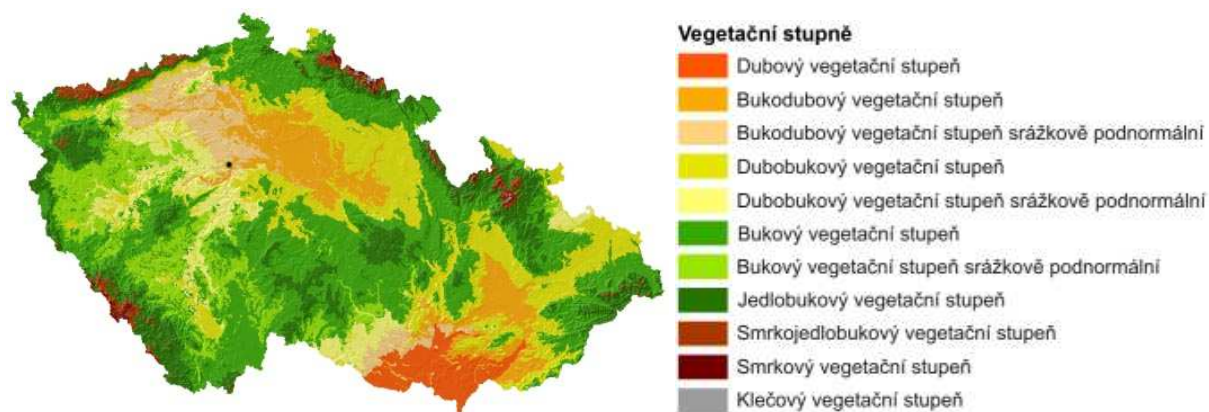 Vegetační stupně
Dubový vegetační stupeň
Bukodubový vegetační stupeň
Bukodubový vegetační stupeň srážkově podnormální
Dubobukový vegetační stupeň
Dubobukový vegetační stupeň srážkově podnormální
Bukový vegetační stupeň
Bukový vegetační stupeň srážkově podnormální
Jedlobukový vegetační stupeň
Smrkojedlobukový vegetační stupeň
Smrkový vegetační stupeň
Klečový vegetační stupeň